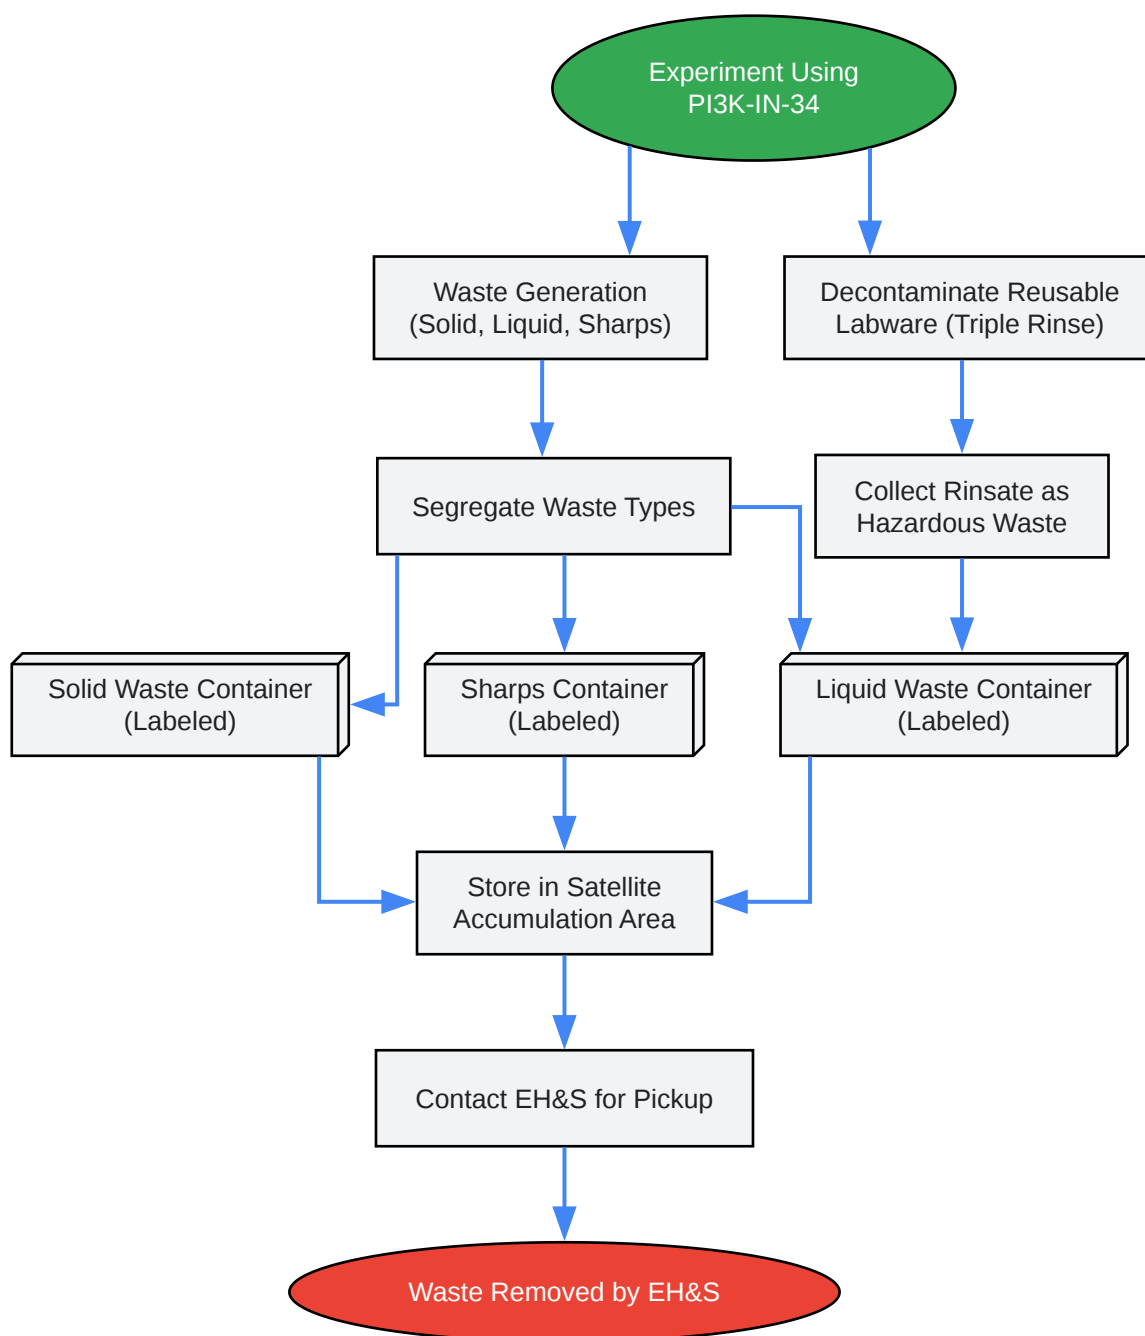 Experiment Using
PI3K-IN-34
Waste Generation
(Solid, Liquid, Sharps)
Decontaminate Reusable
Labware (Triple Rinse)
Segregate Waste Types
Collect Rinsate as
Hazardous Waste
Solid Waste Container
(Labeled)
Sharps Container
(Labeled)
Liquid Waste Container
(Labeled)
Store in Satellite
Accumulation Area
Contact EH&S for Pickup
Waste Removed by EH&S